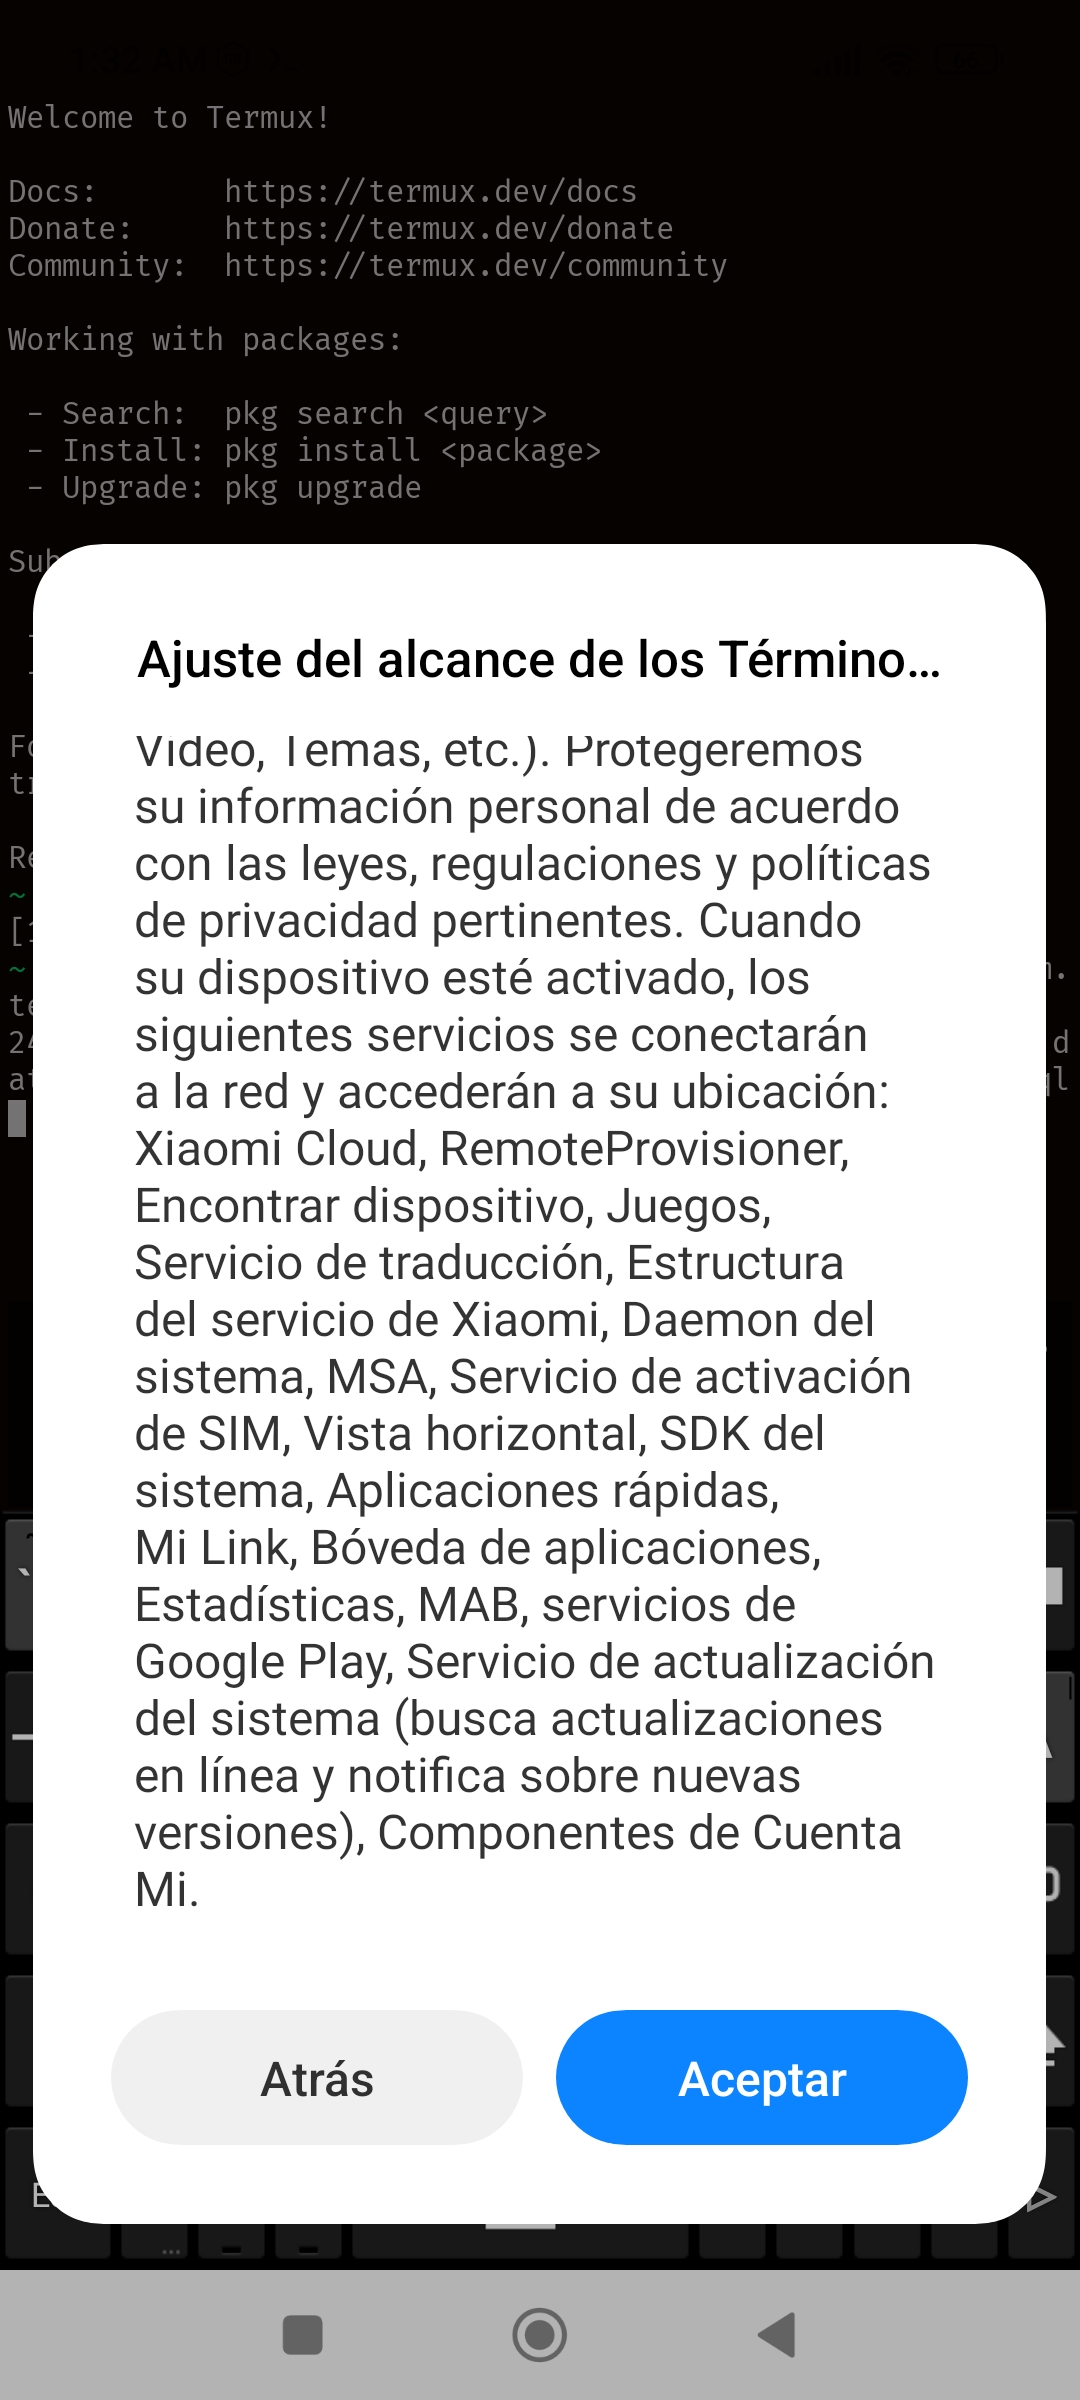 1:32 AM
Welcome to Termux!
Docs: https://termux.dev/docs
Donate: https://termux.dev/donate
Community: https://termux.dev/community
Working with packages:
- Search: pkg search <query>
- Install: pkg install <package>
- Upgrade: pkg upgrade
Ajuste del alcance de los Término...
Video, Temas, etc.). Protegeremos
su información personal de acuerdo
con las leyes, regulaciones y políticas
de privacidad pertinentes. Cuando
su dispositivo esté activado, los
siguientes servicios se conectarán
a la red y accederán a su ubicación:
Xiaomi Cloud, RemoteProvisioner,
Encontrar dispositivo, Juegos,
Servicio de traducción, Estructura
del servicio de Xiaomi, Daemon del
sistema, MSA, Servicio de activación
de SIM, Vista horizontal, SDK del
sistema, Aplicaciones rápidas,
Mi Link, Bóveda de aplicaciones,
Estadísticas, MAB, servicios de
Google Play, Servicio de actualización
del sistema (busca actualizaciones
en línea y notifica sobre nuevas
versiones), Componentes de Cuenta
Mi.
Atrás
Aceptar